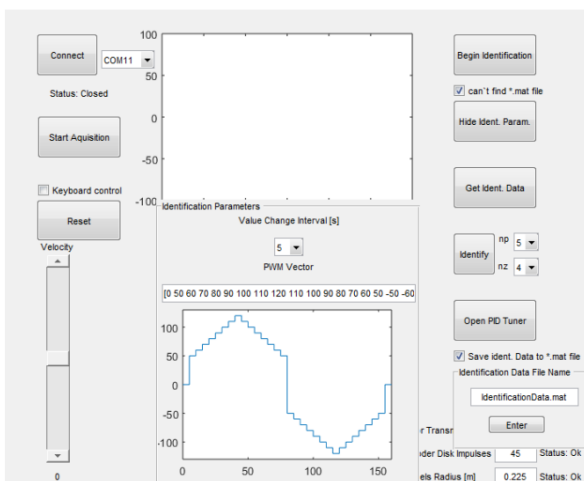 Connect
COM11
Status: Closed
Start Aquisition
Keyboard control
Reset
Velocity
0
100
50
0
-50
-100
Identification Parameters
Value Change Interval [s]
5
PWM Vector
[0 50 60 70 80 90 100 110 120 110 100 90 80 70 60 50 -50 -60
100
50
0
-50
-100
0
50
100
150
Begin Identification
can`t find *.mat file
Hide Ident. Param.
Get Ident. Data
Identify
np 5
nz 4
Open PID Tuner
Save ident. Data to *.mat file
Identification Data File Name
IdentificationData.mat
Enter
r Transm
der Disk Impulses 45 Status: Ok
els Radius [m] 0.225 Status: Ok